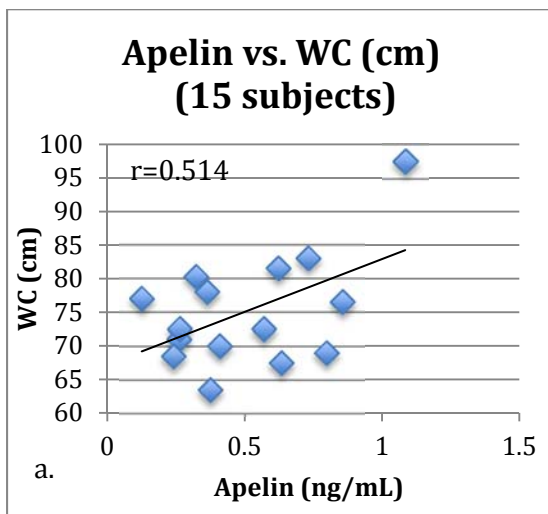 Apelin vs. WC (cm)
(15 subjects)
r=0.514
WC (cm)
100
95
90
85
80
75
70
65
60
0
0.5
1
1.5
Apelin (ng/mL)
a.